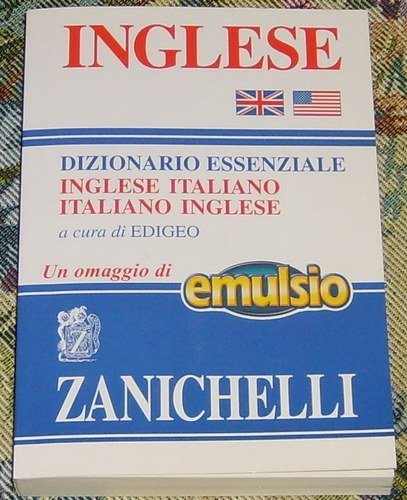 INGLESE
DIZIONARIO ESSENZIALE
INGLESE ITALIANO
ITALIANO INGLESE
a cura di EDIGEO
Un omaggio di
emulsio
Z
ZANICHELLI